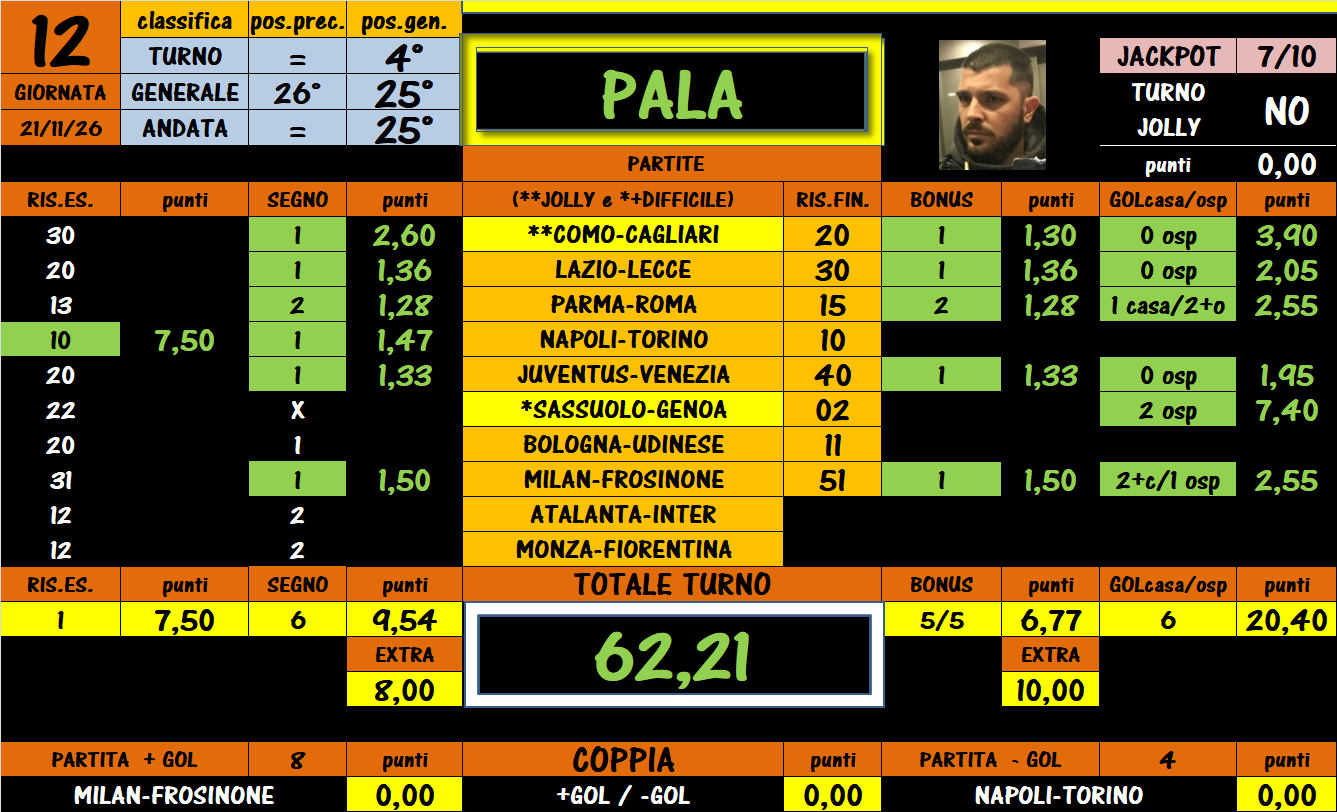 12 classifica pos.prec. pos.gen.
TURNO = 4° JACKPOT 7/10
PALA
GIORNATA GENERALE 26° 25° TURNO JOLLY NO
21/11/26 ANDATA = 25°
PARTITE punti 0,00
RIS.ES. punti SEGNO punti (**JOLLY e *+DIFFICILE) RIS.FIN. BONUS punti GOLcasa/osp punti
30 1 2,60 **COMO-CAGLIARI 20 1 1,30 0 osp 3,90
20 1 1,36 LAZIO-LECCE 30 1 1,36 0 osp 2,05
13 2 1,28 PARMA-ROMA 15 2 1,28 1 casa/2+o 2,55
10 7,50 1 1,47 NAPOLI-TORINO 10
20 1 1,33 JUVENTUS-VENEZIA 40 1 1,33 0 osp 1,95
22 X *SASSUOLO-GENOA 02 2 osp 7,40
20 1 BOLOGNA-UDINESE 11
31 1 1,50 MILAN-FROSINONE 51 1 1,50 2+c/1 osp 2,55
12 2 ATALANTA-INTER
12 2 MONZA-FIORENTINA
RIS.ES. punti SEGNO punti TOTALE TURNO BONUS punti GOLcasa/osp punti
1 7,50 6 9,54 5/5 6,77 6 20,40
62,21
EXTRA EXTRA
8,00 10,00
PARTITA + GOL 8 punti COPPIA punti PARTITA - GOL 4 punti
MILAN-FROSINONE 0,00 +GOL / -GOL 0,00 NAPOLI-TORINO 0,00